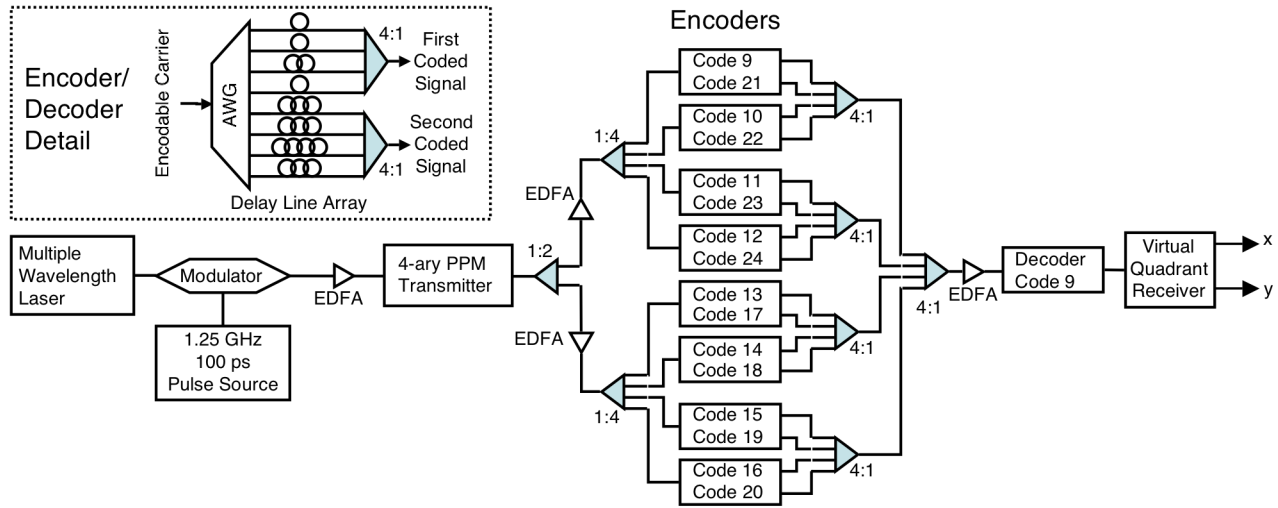 Encoders
Encoder/
Decoder
Detail
Encodable Carrier
AWG
4:1
First
Coded
Signal
Second
Coded
Signal
4:1
Delay Line Array
Multiple
Wavelength
Laser
Modulator
1.25 GHz
100 ps
Pulse Source
EDFA
4-ary PPM
Transmitter
1:2
EDFA
EDFA
1:4
1:4
Code 9
Code 21
Code 10
Code 22
4:1
Code 11
Code 23
Code 12
Code 24
4:1
Code 13
Code 17
Code 14
Code 18
4:1
Code 15
Code 19
Code 16
Code 20
4:1
4:1
EDFA
Decoder
Code 9
Virtual
Quadrant
Receiver
x
y